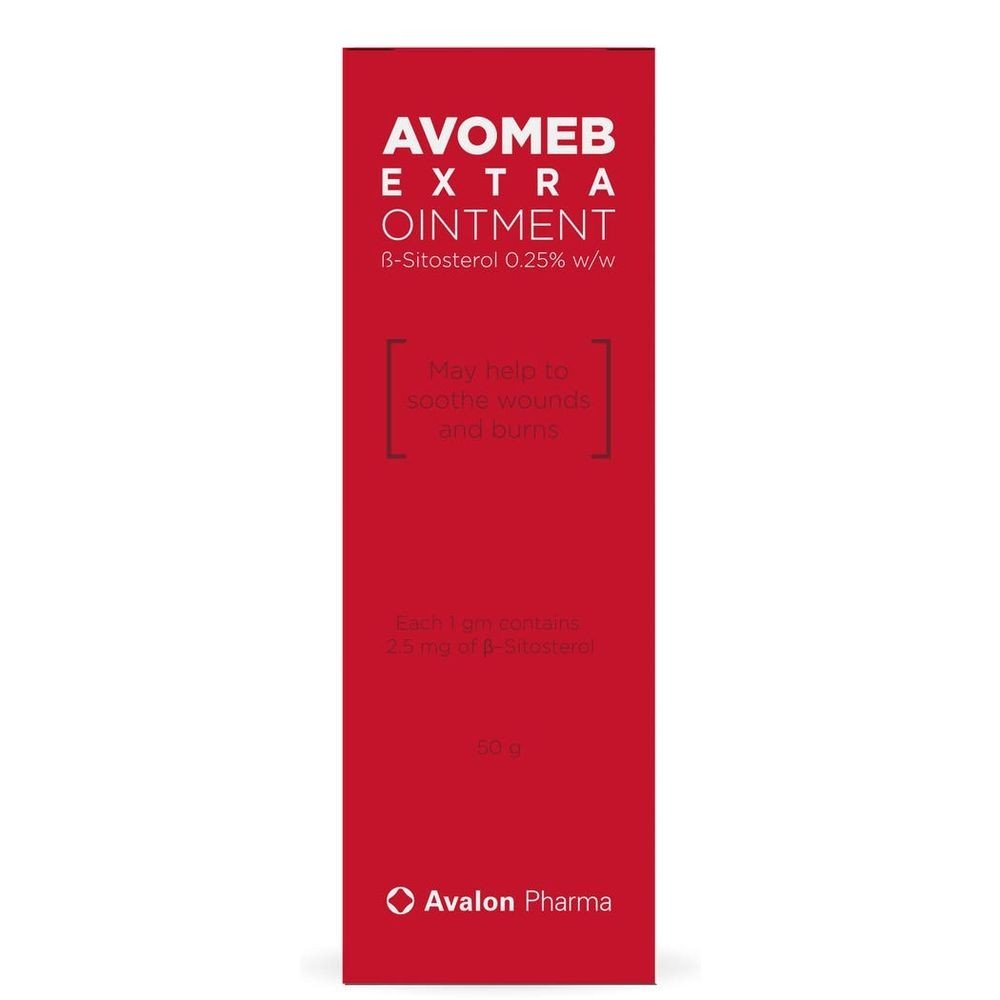 AVOMEB
EXTRA
OINTMENT
ß-Sitosterol 0.25% w/w
May help to
soothe wounds
and burns
Each 1 gm contains
2.5 mg of β-Sitosterol
50 g
Avalon Pharma